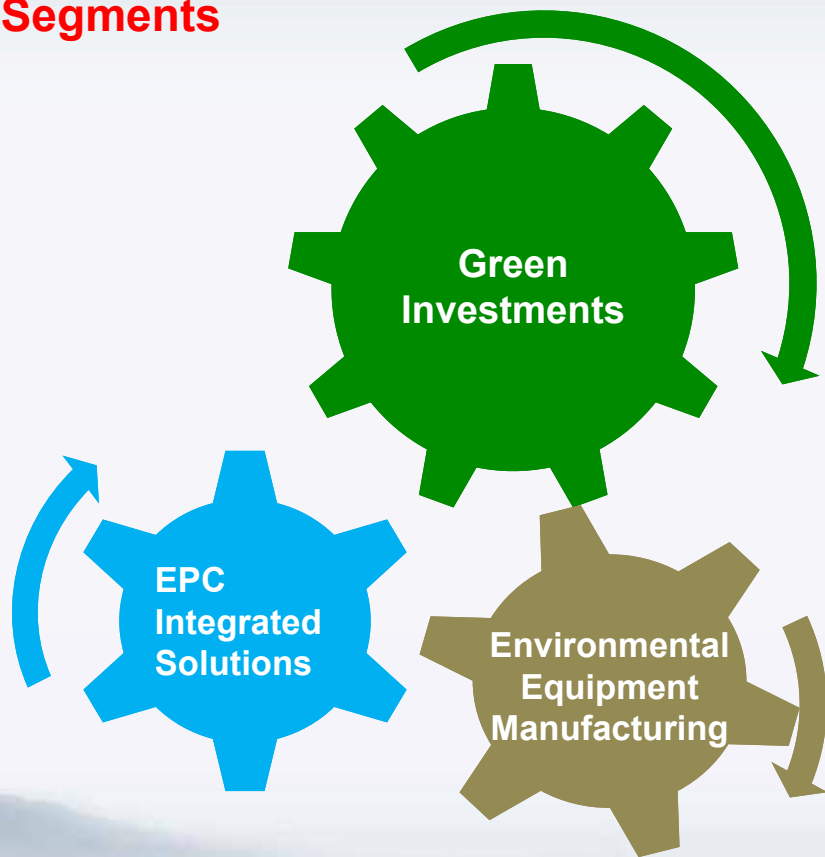 Segments
Green
Investments
EPC
Integrated
Solutions
Environmental
Equipment
Manufacturing